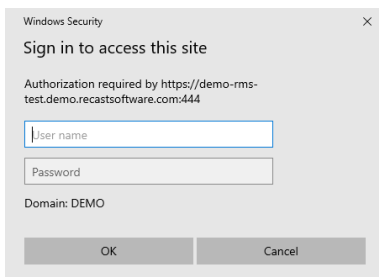 Windows Security
Sign in to access this site
Authorization required by https://demo-rms-
test.demo.recastsoftware.com:444
User name
Password
Domain: DEMO
OK Cancel